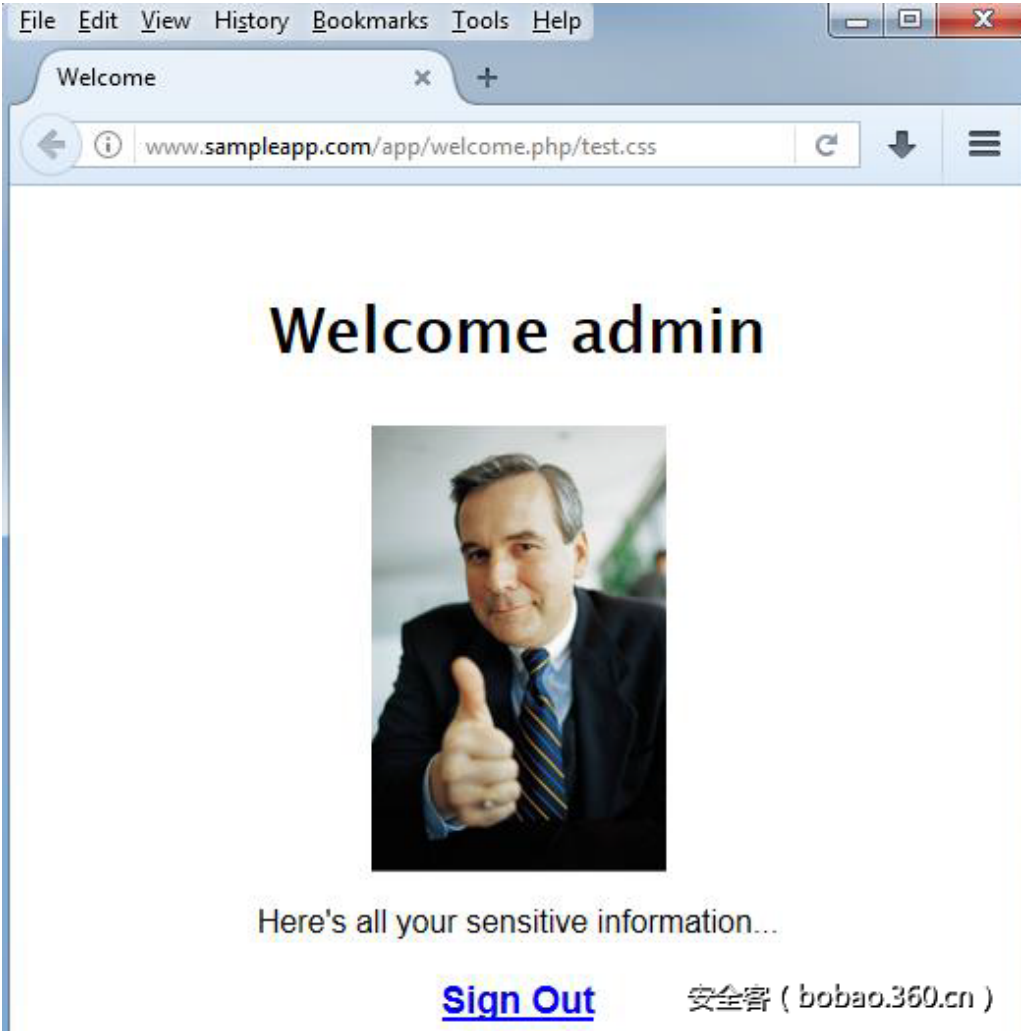 File Edit View History Bookmarks Tools Help
Welcome
www.sampleapp.com/app/welcome.php/test.css
Welcome admin
Here's all your sensitive information...
Sign Out
安全客 ( bobao.360.cn )